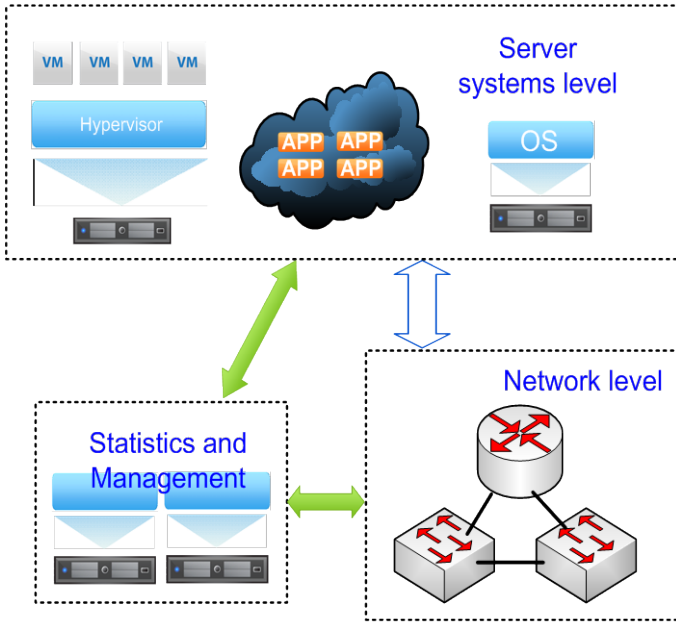 VM VM VM VM
Hypervisor
APP APP
APP APP
Server
systems level
OS
Network level
Statistics and
Management